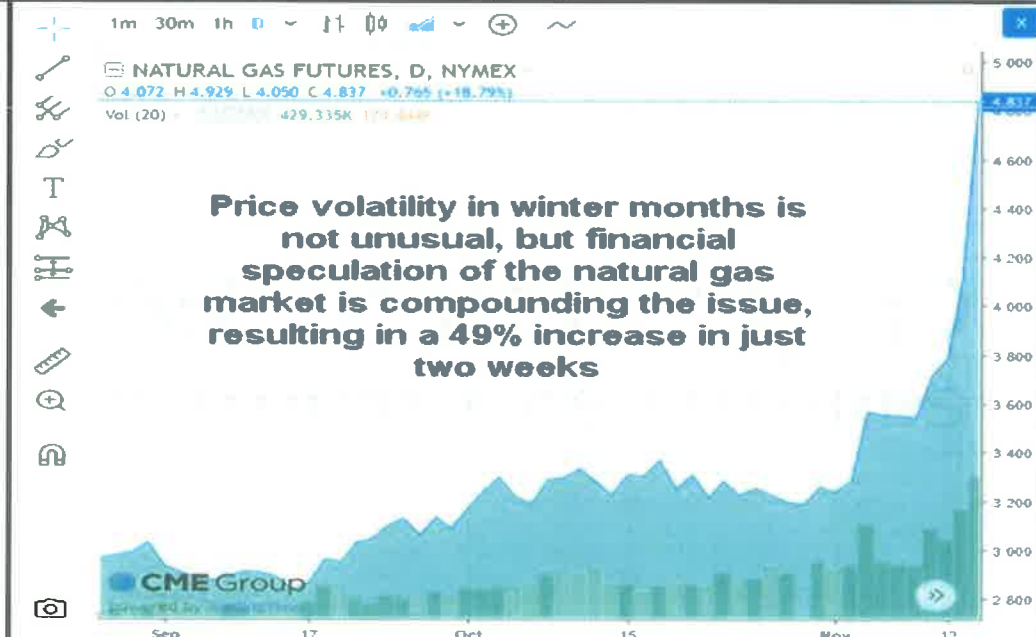 1m 30m 1h D
NATURAL GAS FUTURES, D, NYMEX
O 4.072 H 4.929 L 4.050 C 4.837 +0.765 (+18.79%)
Vol (20) 429.335K
Price volatility in winter months is
not unusual, but financial
speculation of the natural gas
market is compounding the issue,
resulting in a 49% increase in just
two weeks
5 000
4.837
4 600
4 400
4 200
4 000
3 800
3 600
3 400
3 200
3 000
2 800
CME Group
powered by
Sep 17 Oct 15 Nov 12